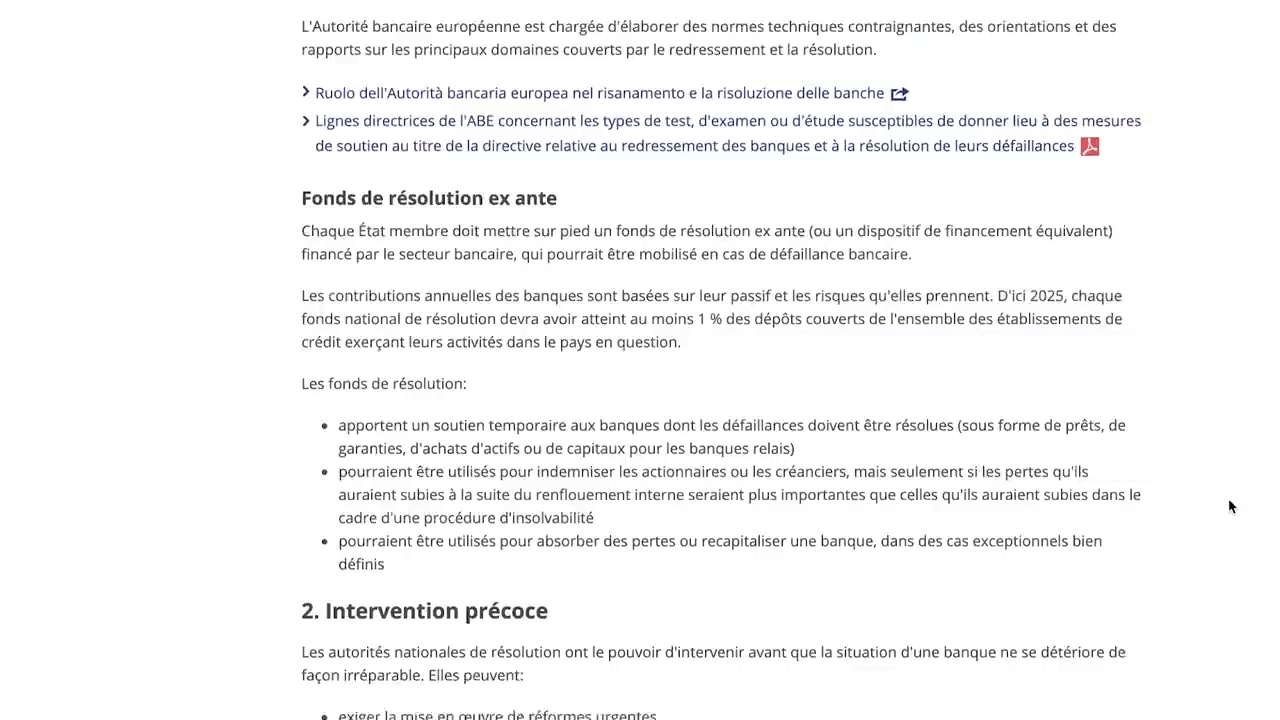 L'Autorité bancaire européenne est chargée d'élaborer des normes techniques contraignantes, des orientations et des
rapports sur les principaux domaines couverts par le redressement et la résolution.
Ruolo dell'Autorità bancaria europea nel risanamento e la risoluzione delle banche
Lignes directrices de l'ABE concernant les types de test, d'examen ou d'étude susceptibles de donner lieu à des mesures
de soutien au titre de la directive relative au redressement des banques et à la résolution de leurs défaillances
Fonds de résolution ex ante
Chaque État membre doit mettre sur pied un fonds de résolution ex ante (ou un dispositif de financement équivalent)
financé par le secteur bancaire, qui pourrait être mobilisé en cas de défaillance bancaire.
Les contributions annuelles des banques sont basées sur leur passif et les risques qu'elles prennent. D'ici 2025, chaque
fonds national de résolution devra avoir atteint au moins 1 % des dépôts couverts de l'ensemble des établissements de
crédit exerçant leurs activités dans le pays en question.
Les fonds de résolution:
• apportent un soutien temporaire aux banques dont les défaillances doivent être résolues (sous forme de prêts, de
garanties, d'achats d'actifs ou de capitaux pour les banques relais)
• pourraient être utilisés pour indemniser les actionnaires ou les créanciers, mais seulement si les pertes qu'ils
auraient subies à la suite du renflouement interne seraient plus importantes que celles qu'ils auraient subies dans le
cadre d'une procédure d'insolvabilité
• pourraient être utilisés pour absorber des pertes ou recapitaliser une banque, dans des cas exceptionnels bien
définis
2. Intervention précoce
Les autorités nationales de résolution ont le pouvoir d'intervenir avant que la situation d'une banque ne se détériore de
façon irréparable. Elles peuvent:
• exiger la mise en œuvre de réformes urgentes